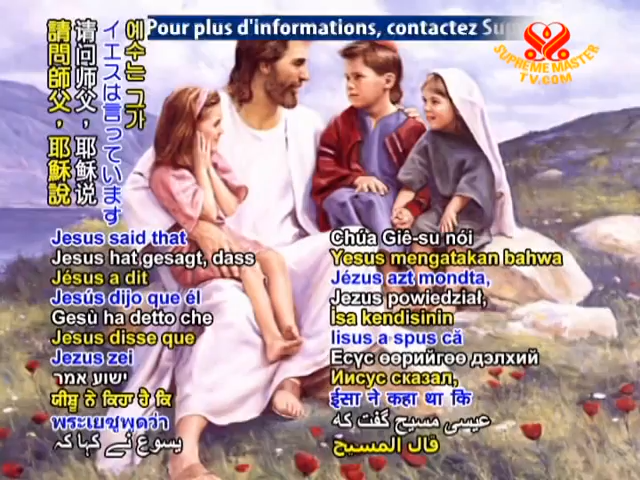 Pour plus d'informations, contactez Su
SUPREME MASTER
TV.COM
예수는 그가
イエスは言っています
请问师父，耶稣说
請問師父，耶穌說
Jesus said that
Jesus hat gesagt, dass
Jésus a dit
Jesús dijo que él
Gesù ha detto che
Jesus disse que
Jezus zei
ישוע אמר
ਯੀਸ਼ੂ ਨੇ ਕਿਹਾ ਹੈ ਕਿ
พระเยซูพูดว่า
یسوع نے کہا کہ
Chúa Giê-su nói
Yesus mengatakan bahwa
Jézus azt mondta,
Jezus powiedział,
İsa kendisinin
Iisus a spus că
Есүс өөрийгөө дэлхий
Иисус сказал,
ईसा ने कहा था कि
عیسی مسیح گفت که
قال المسيح